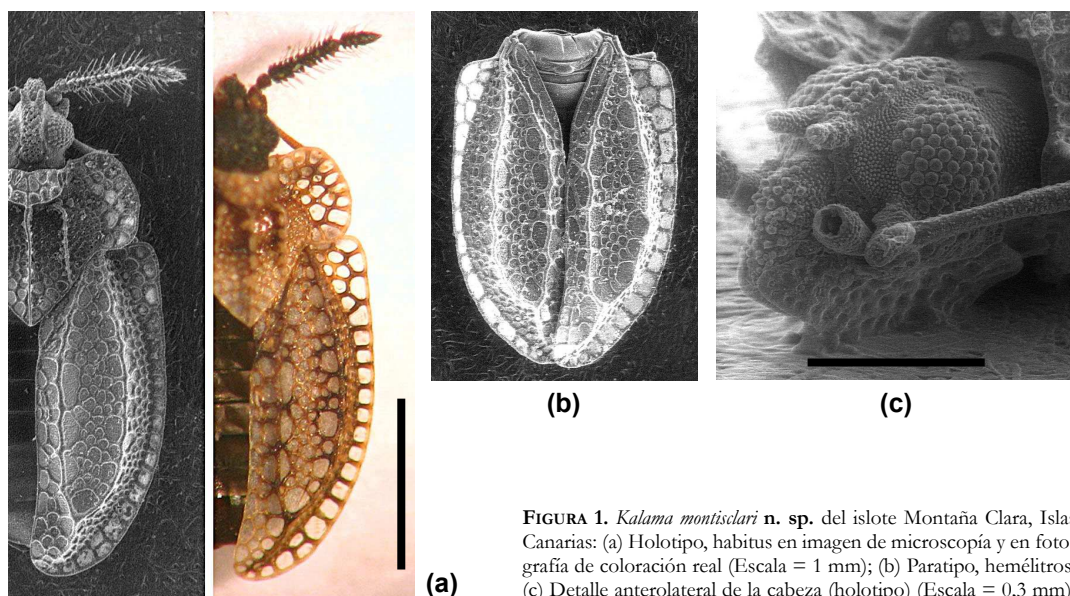 (a)
(b)
(c)
FIGURA 1. Kalama montisclari n. sp. del islote Montaña Clara, Islas
Canarias: (a) Holotipo, habitus en imagen de microscopía y en foto-
grafía de coloración real (Escala = 1 mm); (b) Paratipo, hemélitros;
(c) Detalle anterolateral de la cabeza (holotipo) (Escala = 0,3 mm)